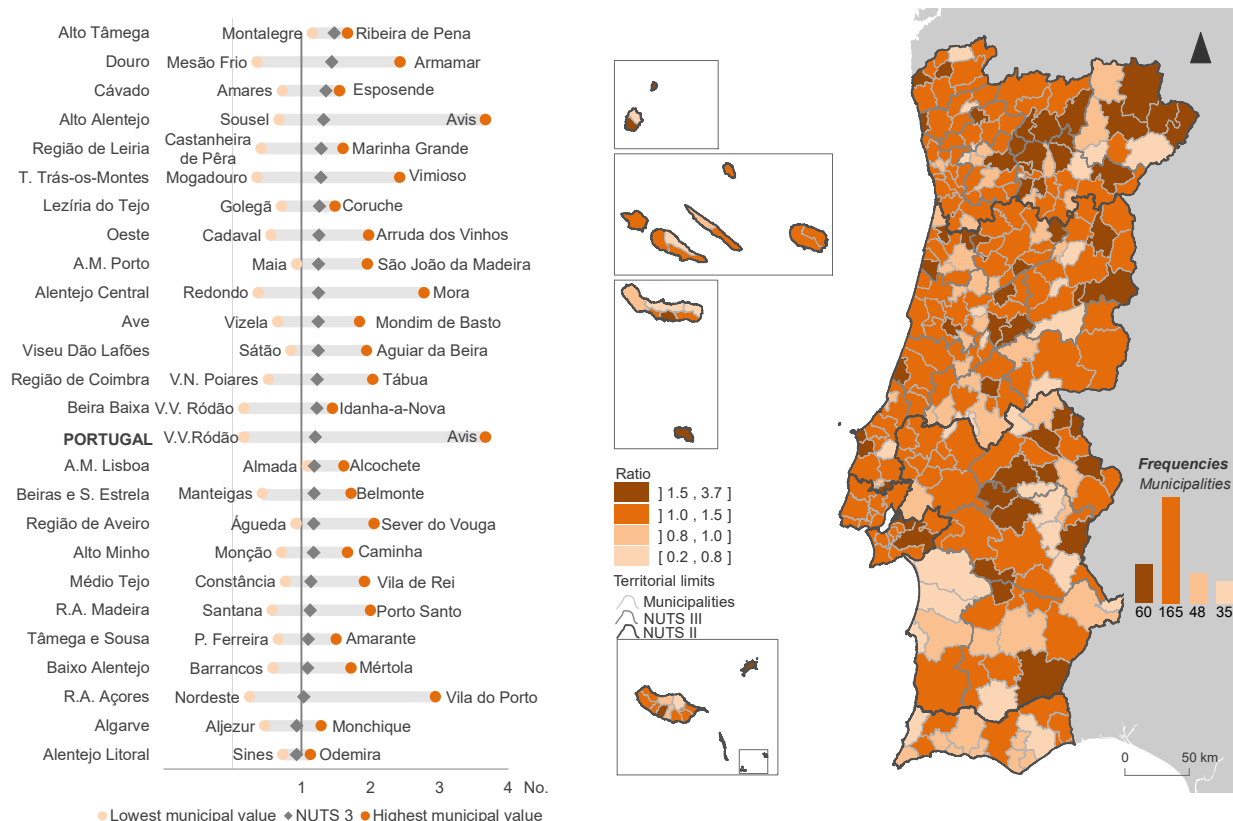 Alto Tâmega Montalegre Ribeira de Pena
Douro Mesão Frio Armamar
Cávado Amares Esposende
Alto Alentejo Sousel Avis
Região de Leiria Castanheira de Pêra Marinha Grande
T. Trás-os-Montes Mogadouro Vimioso
Lezíria do Tejo Golegã Coruche
Oeste Cadaval Arruda dos Vinhos
A.M. Porto Maia São João da Madeira
Alentejo Central Redondo Mora
Ave Vizela Mondim de Basto
Viseu Dão Lafões Sátão Aguiar da Beira
Região de Coimbra V.N. Poiares Tábua
Beira Baixa V.V. Ródão Idanha-a-Nova
PORTUGAL V.V.Ródão Avis
A.M. Lisboa Almada Alcochete
Beiras e S. Estrela Manteigas Belmonte
Região de Aveiro Águeda Sever do Vouga
Alto Minho Monção Caminha
Médio Tejo Constância Vila de Rei
R.A. Madeira Santana Porto Santo
Tâmega e Sousa P. Ferreira Amarante
Baixo Alentejo Barrancos Mértola
R.A. Açores Nordeste Vila do Porto
Algarve Aljezur Monchique
Alentejo Litoral Sines Odemira
1 2 3 4 No.
Lowest municipal value NUTS 3 Highest municipal value
Ratio
] 1.5 , 3.7 ]
] 1.0 , 1.5 ]
] 0.8 , 1.0 ]
[ 0.2 , 0.8 ]
Territorial limits
Municipalities
NUTS III
NUTS II
Frequencies
Municipalities
60 165 48 35
0 50 km